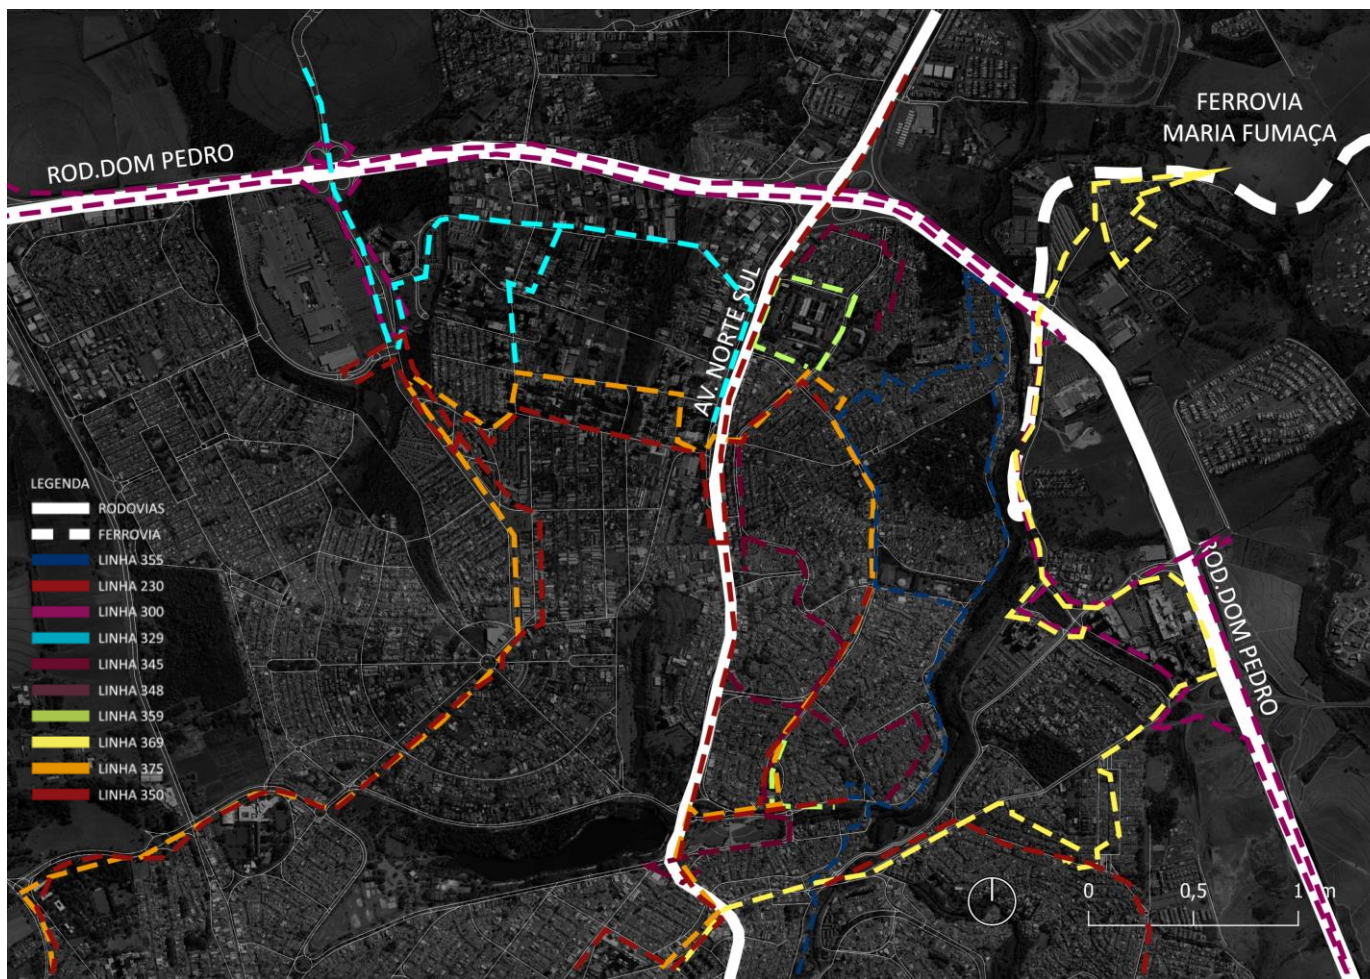 FERROVIA
MARIA FUMAÇA
ROD.DOM PEDRO
AV. NORTE SUL
LEGENDA
RODOVIAS
FERROVIA
LINHA 355
LINHA 230
LINHA 300
LINHA 329
LINHA 345
LINHA 348
LINHA 359
LINHA 369
LINHA 375
LINHA 350
ROD.DOM PEDRO
0 0,5 1